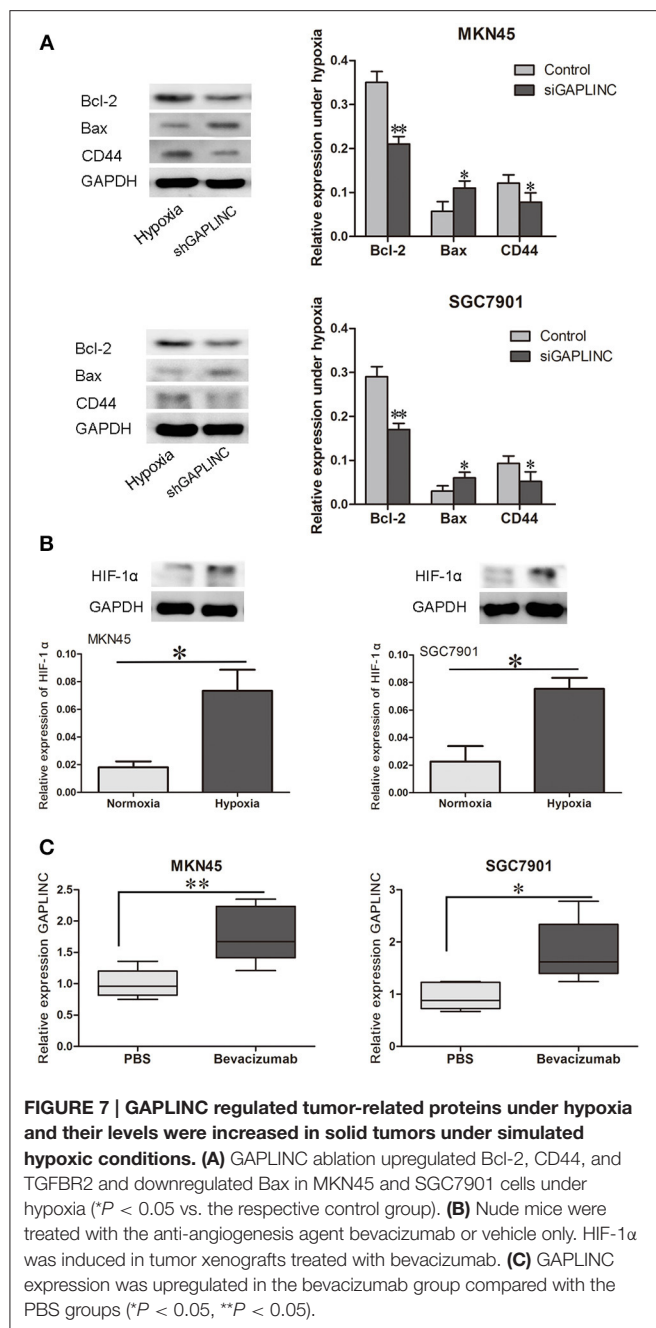 A
Bcl-2
Bax
CD44
GAPDH
Hypoxia
shGAPLINC
MKN45
Relative expression under hypoxia
0.4
0.3
0.2
0.1
0.0
Control
siGAPLINC
**
*
*
Bcl-2 Bax CD44
Bcl-2
Bax
CD44
GAPDH
Hypoxia
shGAPLINC
SGC7901
Relative expression under hypoxia
0.4
0.3
0.2
0.1
0.0
Control
siGAPLINC
**
*
*
Bcl-2 Bax CD44
B
HIF-1α
GAPDH
MKN45
Relative expression of HIF-1α
0.10
0.08
0.06
0.04
0.02
0.00
*
Normoxia Hypoxia
HIF-1α
GAPDH
SGC7901
Relative expression of HIF-1α
0.10
0.08
0.06
0.04
0.02
0.00
*
Normoxia Hypoxia
C
MKN45
Relative expression GAPLINC
2.5
2.0
1.5
1.0
0.5
0.0
**
PBS Bevacizumab
SGC7901
Relative expression GAPLINC
3
2
1
0
*
PBS Bevacizumab
FIGURE 7 | GAPLINC regulated tumor-related proteins under hypoxia
and their levels were increased in solid tumors under simulated
hypoxic conditions. (A) GAPLINC ablation upregulated Bcl-2, CD44, and
TGFBR2 and downregulated Bax in MKN45 and SGC7901 cells under
hypoxia (*P < 0.05 vs. the respective control group). (B) Nude mice were
treated with the anti-angiogenesis agent bevacizumab or vehicle only. HIF-1α
was induced in tumor xenografts treated with bevacizumab. (C) GAPLINC
expression was upregulated in the bevacizumab group compared with the
PBS groups (*P < 0.05, **P < 0.05).